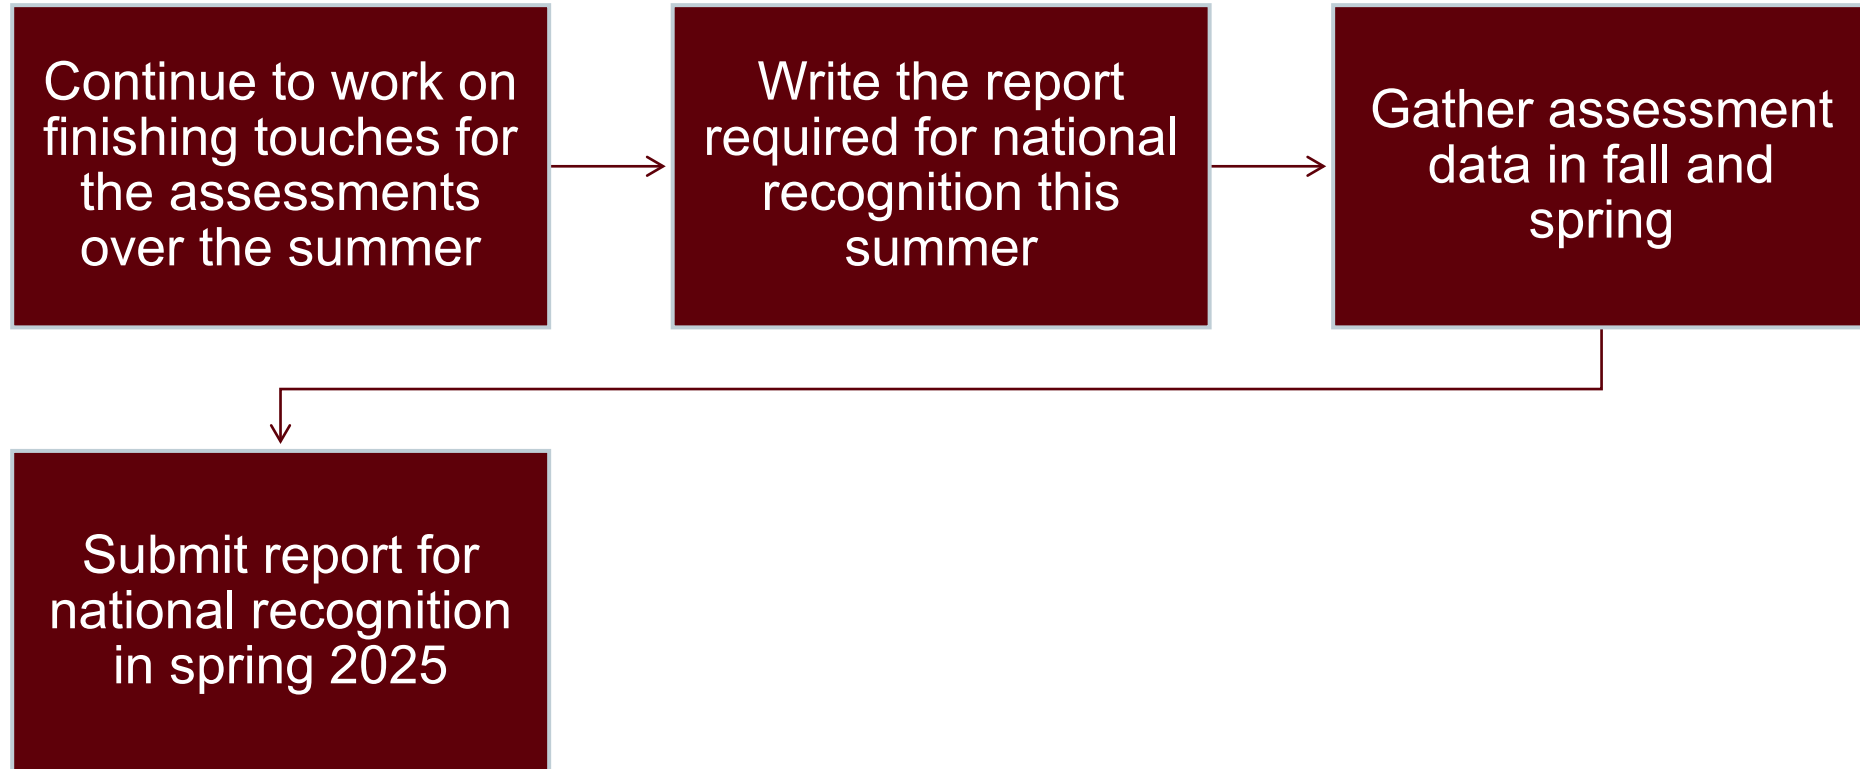 Continue to work on
finishing touches for
the assessments
over the summer
Write the report
required for national
recognition this
summer
Gather assessment
data in fall and
spring
Submit report for
national recognition
in spring 2025